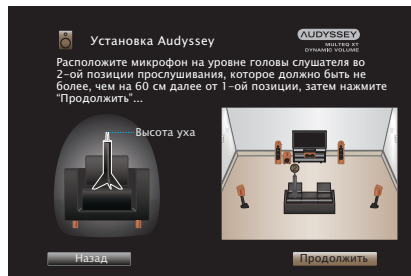 Установка Audyssey
AUDYSSEY
MULTEQ XT
DYNAMIC VOLUME
Расположите микрофон на уровне головы слушателя во
2-ой позиции прослушивания, которое должно быть не
более, чем на 60 см далее от 1-ой позиции, затем нажмите
"Продолжить"...
Высота уха
Назад
Продолжить